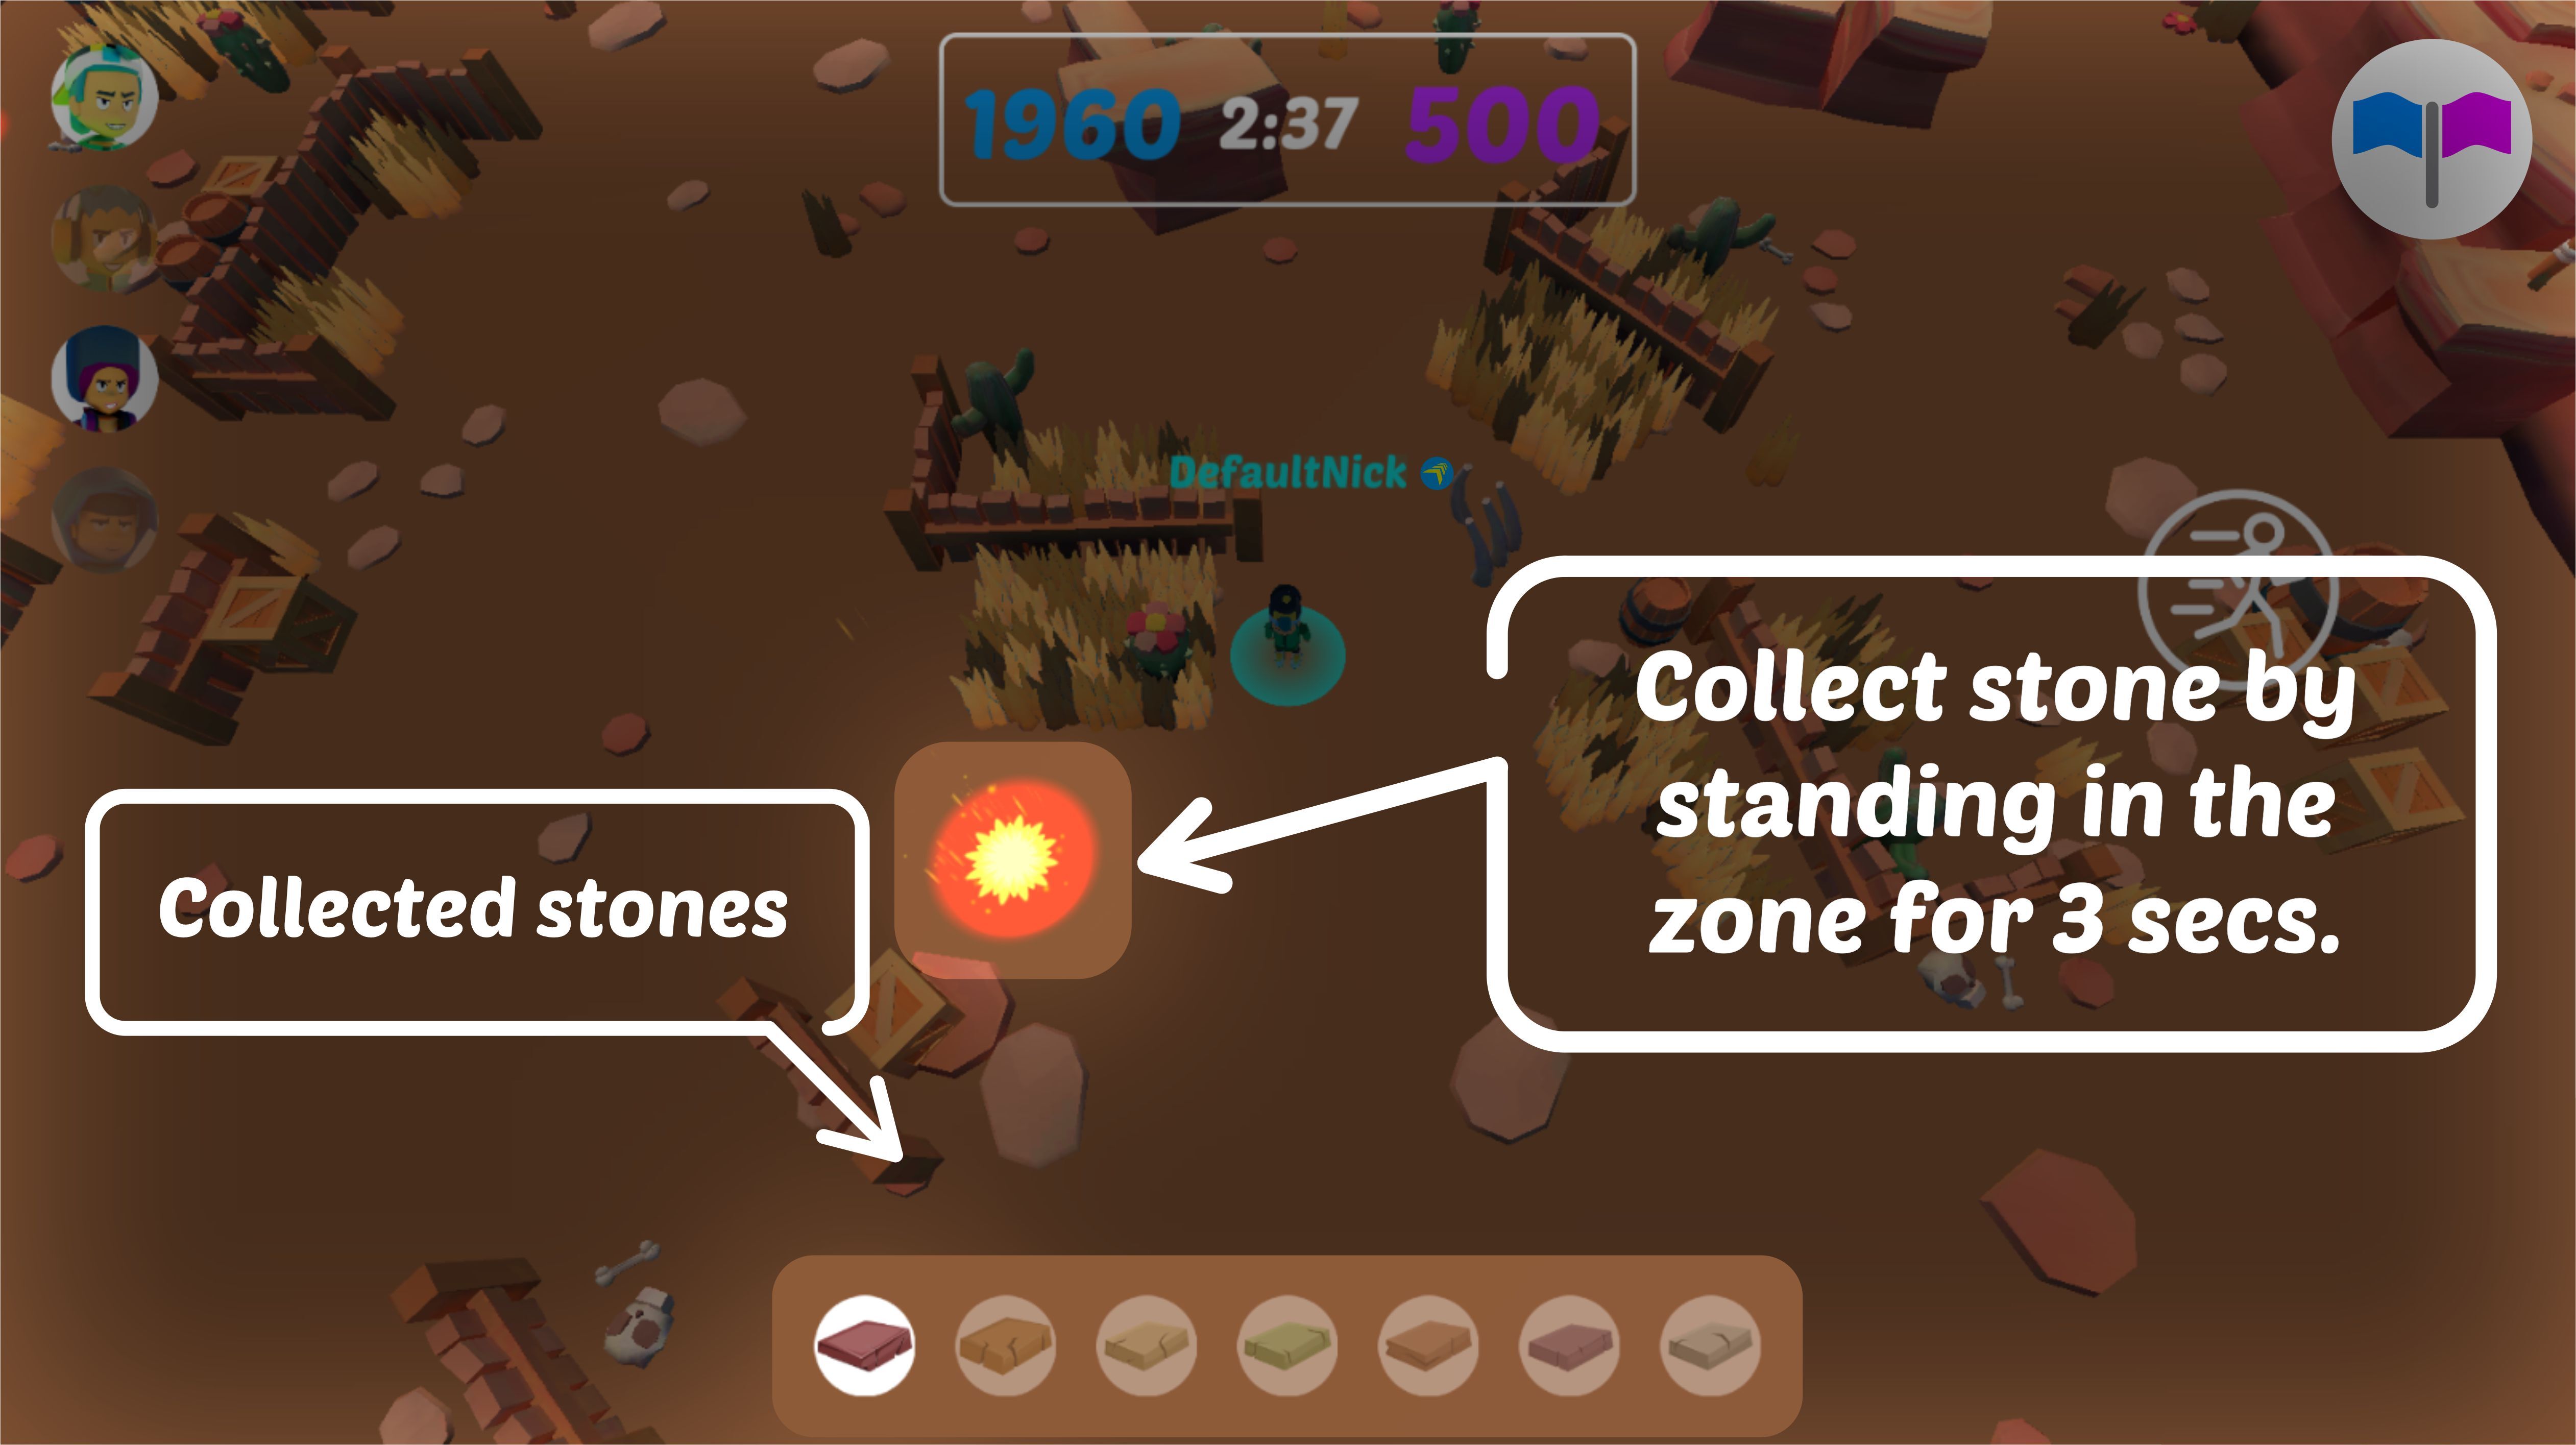 1960 2:37 500
DefaultNick
Collect stone by
standing in the
zone for 3 secs.
Collected stones